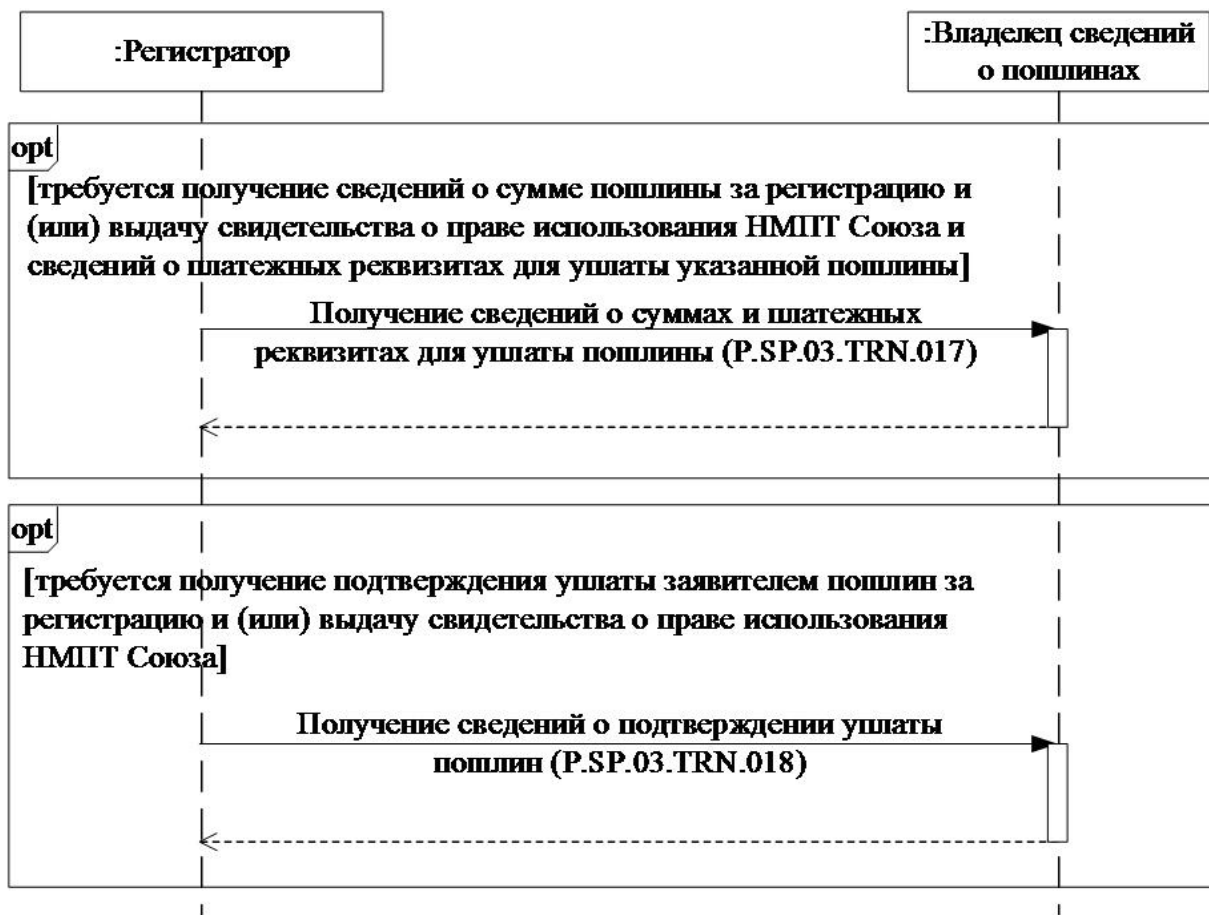 :Регистратор
:Владелец сведений
о пошлинах
opt
[требуется получение сведений о сумме пошлины за регистрацию и
(или) выдачу свидетельства о праве использования НМПТ Союза и
сведений о платежных реквизитах для уплаты указанной пошлины]
Получение сведений о суммах и платежных
реквизитах для уплаты пошлины (P.SP.03.TRN.017)
opt
[требуется получение подтверждения уплаты заявителем пошлин за
регистрацию и (или) выдачу свидетельства о праве использования
НМПТ Союза]
Получение сведений о подтверждении уплаты
пошлин (P.SP.03.TRN.018)